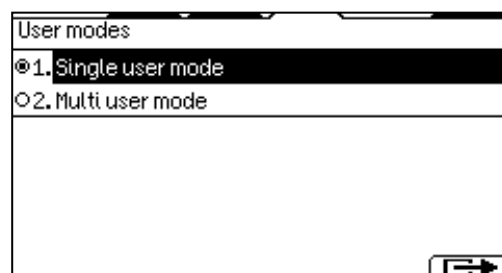 User modes
1. Single user mode
2. Multi user mode